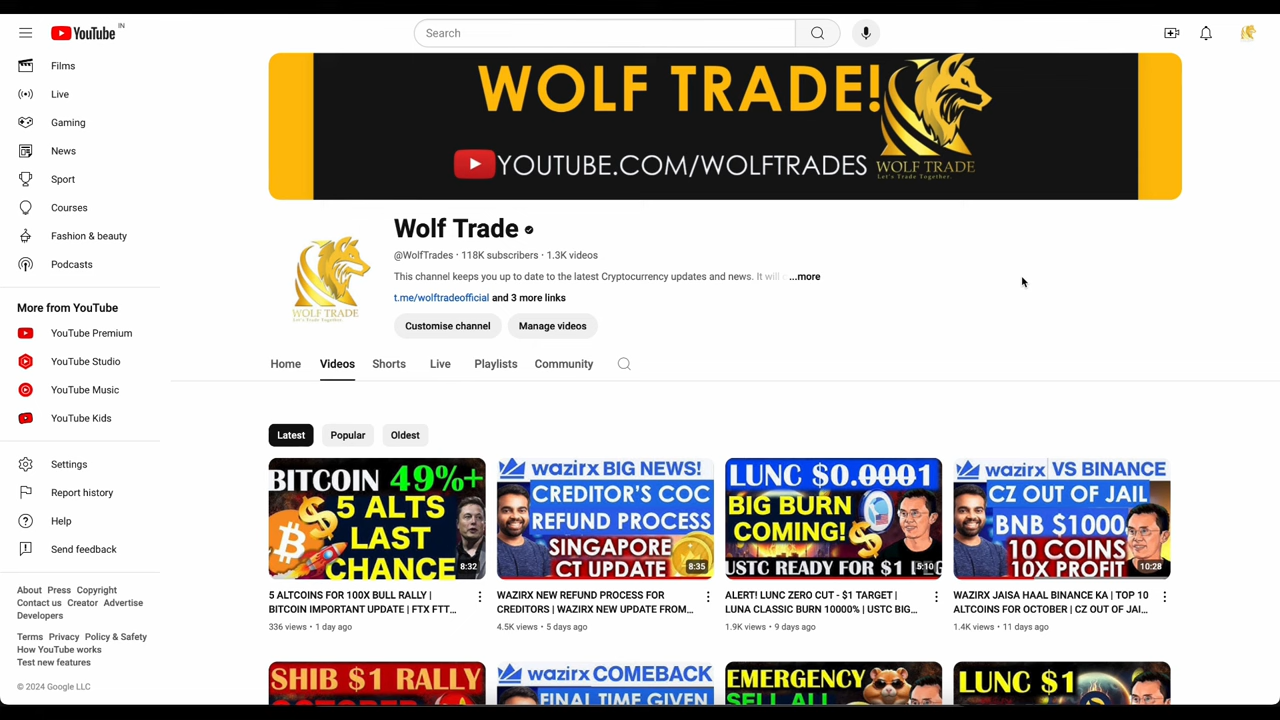 YouTube IN
Search
Films
Live
Gaming
News
Sport
Courses
Fashion & beauty
Podcasts
More from YouTube
YouTube Premium
YouTube Studio
YouTube Music
YouTube Kids
Settings
Report history
Help
Send feedback
About Press Copyright
Contact us Creator Advertise
Developers
Terms Privacy Policy & Safety
How YouTube works
Test new features
© 2024 Google LLC
WOLF TRADE!
YOUTUBE.COM/WOLFTRADES
WOLF TRADE
Let's Trade Together.
WOLF TRADE
Let's Trade Together.
Wolf Trade
@WolfTrades · 118K subscribers · 1.3K videos
This channel keeps you up to date to the latest Cryptocurrency updates and news. It will ...more
t.me/wolftradeofficial and 3 more links
Customise channel Manage videos
Home Videos Shorts Live Playlists Community
Latest Popular Oldest
BITCOIN 49%+
5 ALTS
LAST
CHANCE
8:32
5 ALTCOINS FOR 100X BULL RALLY |
BITCOIN IMPORTANT UPDATE | FTX FTT...
336 views · 1 day ago
wazirx BIG NEWS!
CREDITOR'S COC
REFUND PROCESS
SINGAPORE
CT UPDATE
8:35
WAZIRX NEW REFUND PROCESS FOR
CREDITORS | WAZIRX NEW UPDATE FROM...
4.5K views · 5 days ago
LUNC $0.0001
BIG BURN
COMING!
USTC READY FOR $1
5:10
ALERT! LUNC ZERO CUT - $1 TARGET |
LUNA CLASSIC BURN 10000% | USTC BIG...
1.9K views · 9 days ago
wazirx VS BINANCE
CZ OUT OF JAIL
BNB $1000
10 COINS
10X PROFIT
10:28
WAZIRX JAISA HAAL BINANCE KA | TOP 10
ALTCOINS FOR OCTOBER | CZ OUT OF JAI...
1.4K views · 11 days ago
SHIB $1 RALLY
OCTOBER
wazirx COMEBACK
FINAL TIME GIVEN
EMERGENCY
SELL ALL
LUNC $1